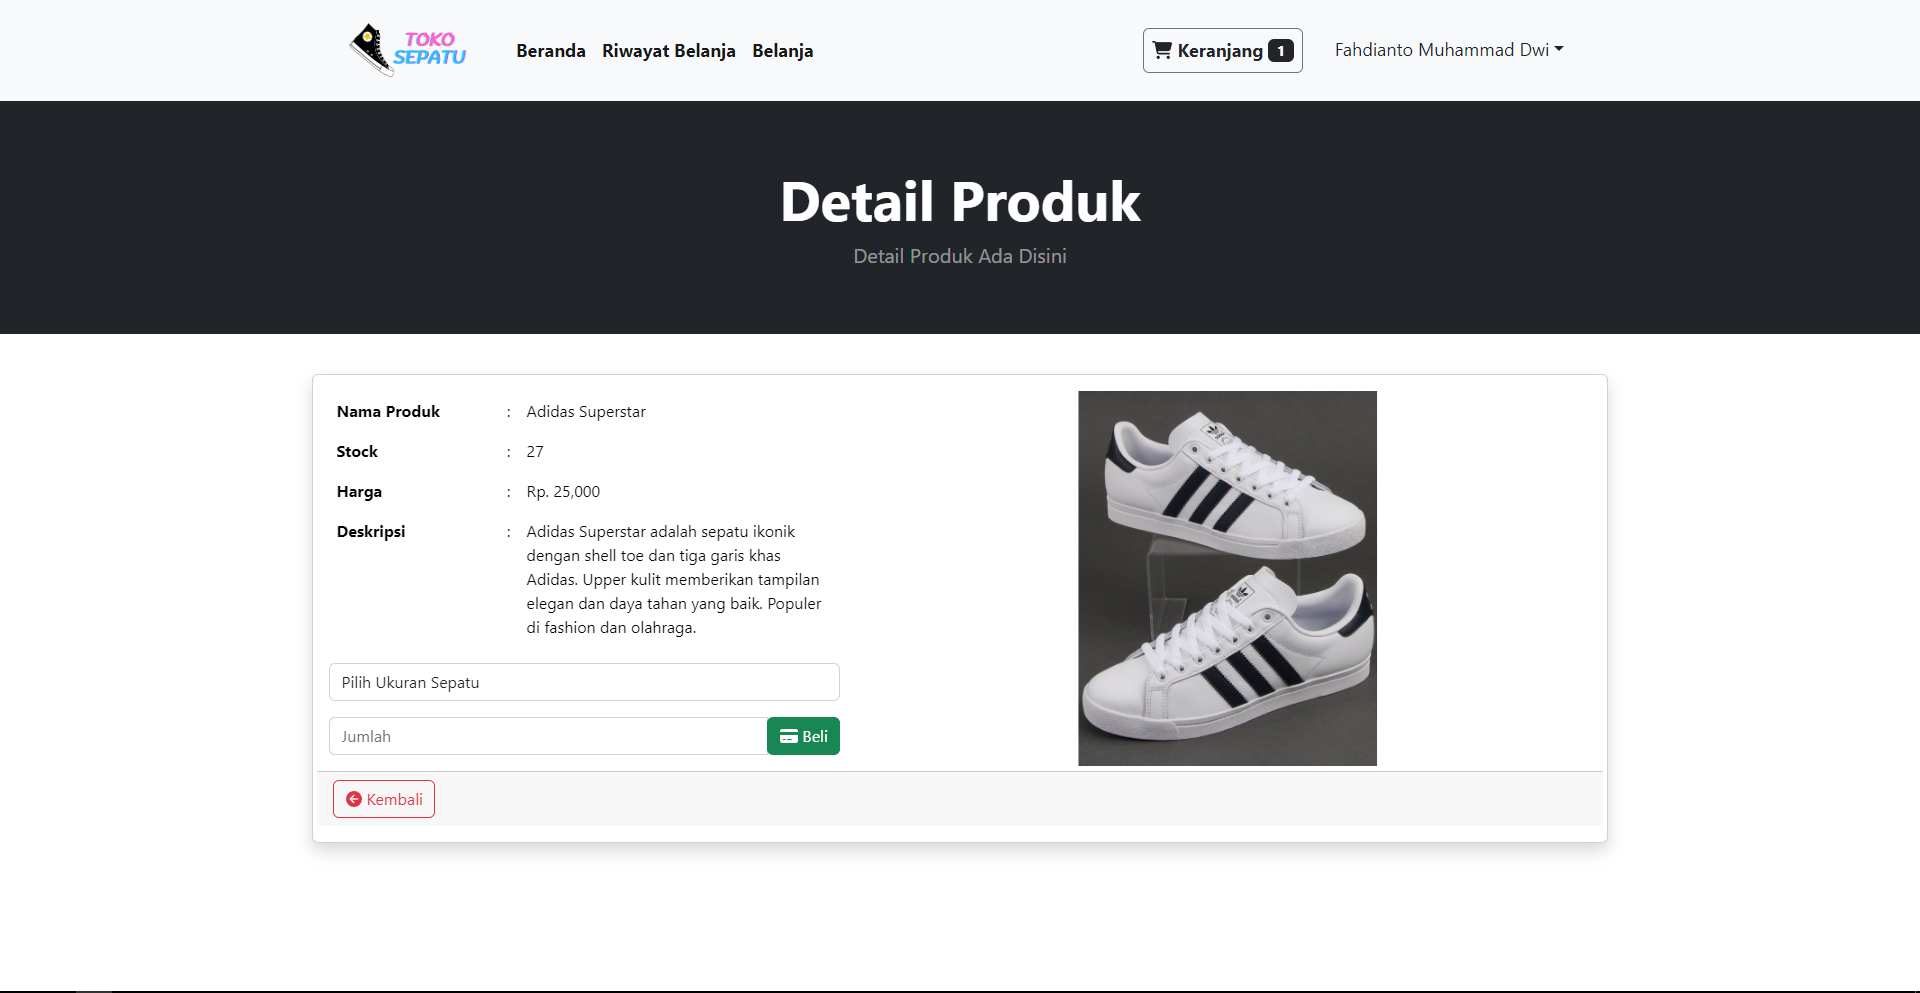 TOKO
SEPATU
Beranda Riwayat Belanja Belanja
Keranjang 1
Fahdianto Muhammad Dwi
Detail Produk
Detail Produk Ada Disini
Nama Produk : Adidas Superstar
Stock : 27
Harga : Rp. 25,000
Deskripsi : Adidas Superstar adalah sepatu ikonik
dengan shell toe dan tiga garis khas
Adidas. Upper kulit memberikan tampilan
elegan dan daya tahan yang baik. Populer
di fashion dan olahraga.
Pilih Ukuran Sepatu
Jumlah
Beli
Kembali